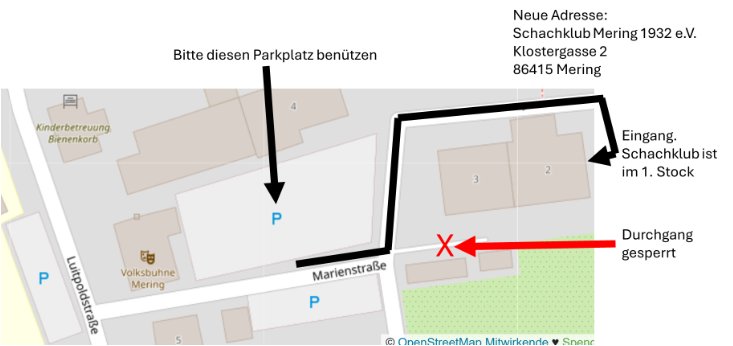 Neue Adresse:
Schachklub Mering 1932 e.V.
Klostergasse 2
86415 Mering
Bitte diesen Parkplatz benützen
4
Kinderbetreuung
Bienenkorb
Eingang.
Schachklub ist
im 1. Stock
3
2
P
X
Durchgang
gesperrt
Volksbühne
Mering
P
Luitpoldstraße
Marienstraße
P
5
© OpenStreetMap Mitwirkende ♥ Spenc